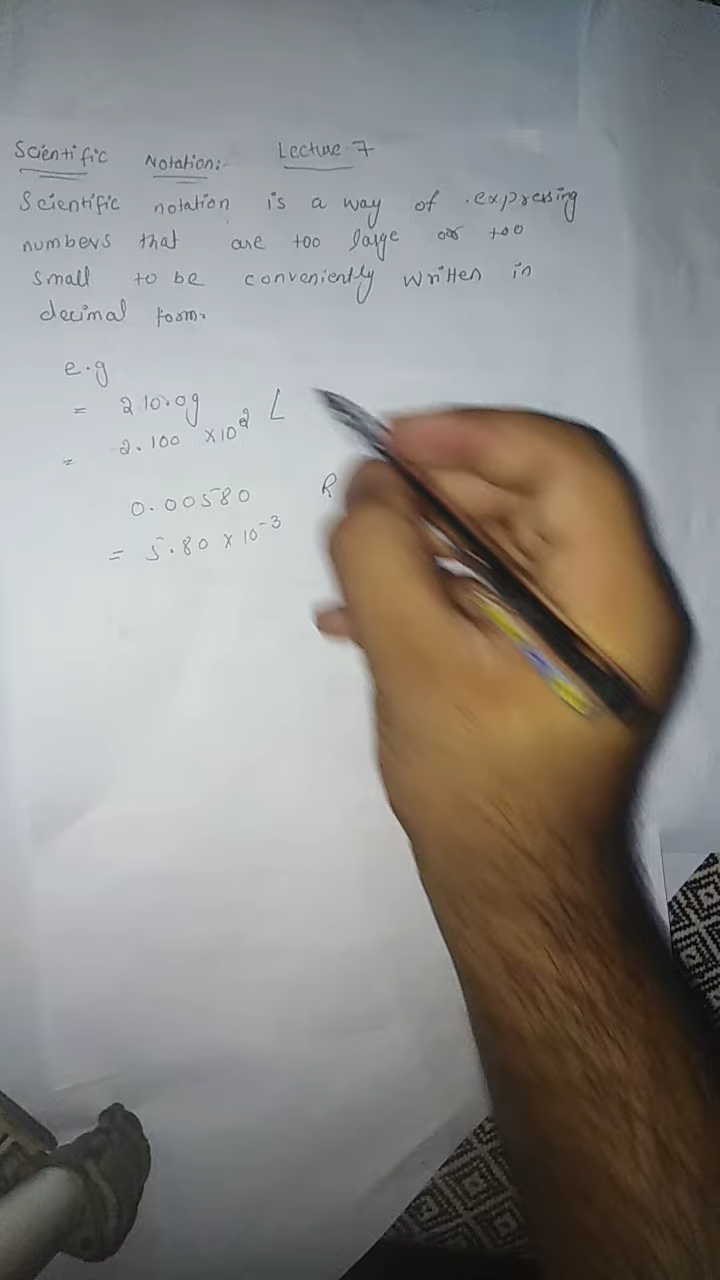 Scientific Notation:- Lecture 7
Scientific notation is a way of expressing
numbers that are too large or too
small to be conveniently written in
decimal form.
e.g
= 210.0g
= 2.100 ×10² L
0.00580 R
= 5.80 × 10⁻³